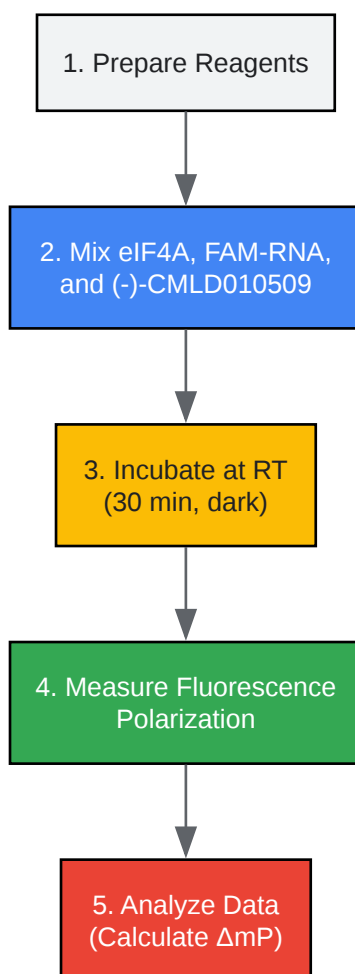 1. Prepare Reagents
2. Mix eIF4A, FAM-RNA,
and (-)-CMLD010509
3. Incubate at RT
(30 min, dark)
4. Measure Fluorescence
Polarization
5. Analyze Data
(Calculate ΔmP)